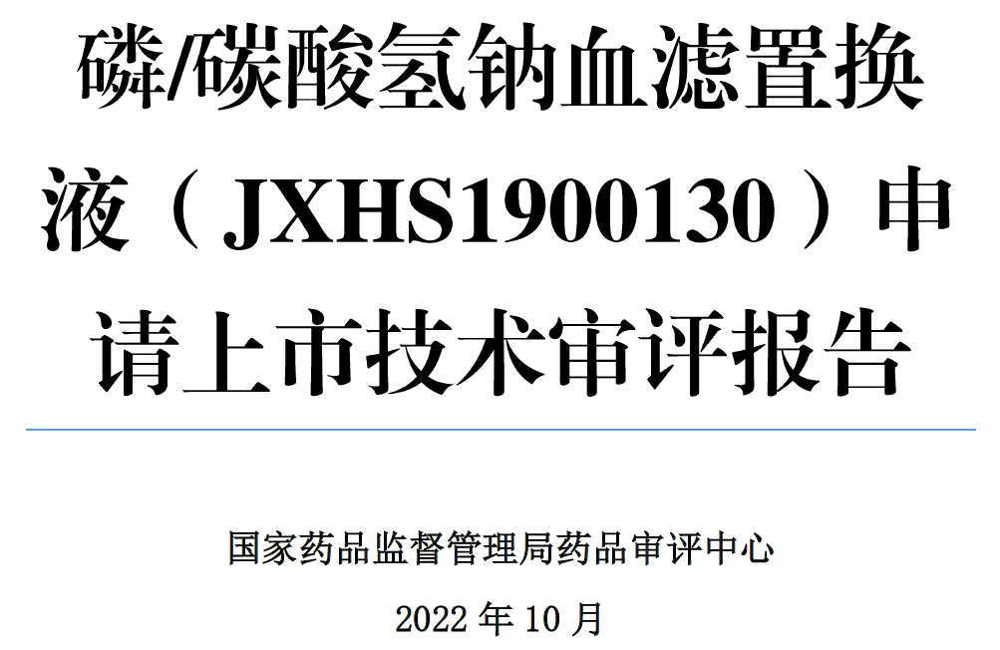 磷/碳酸氢钠血滤置换
液（JXHS1900130）申
请上市技术审评报告
国家药品监督管理局药品审评中心
2022 年 10 月